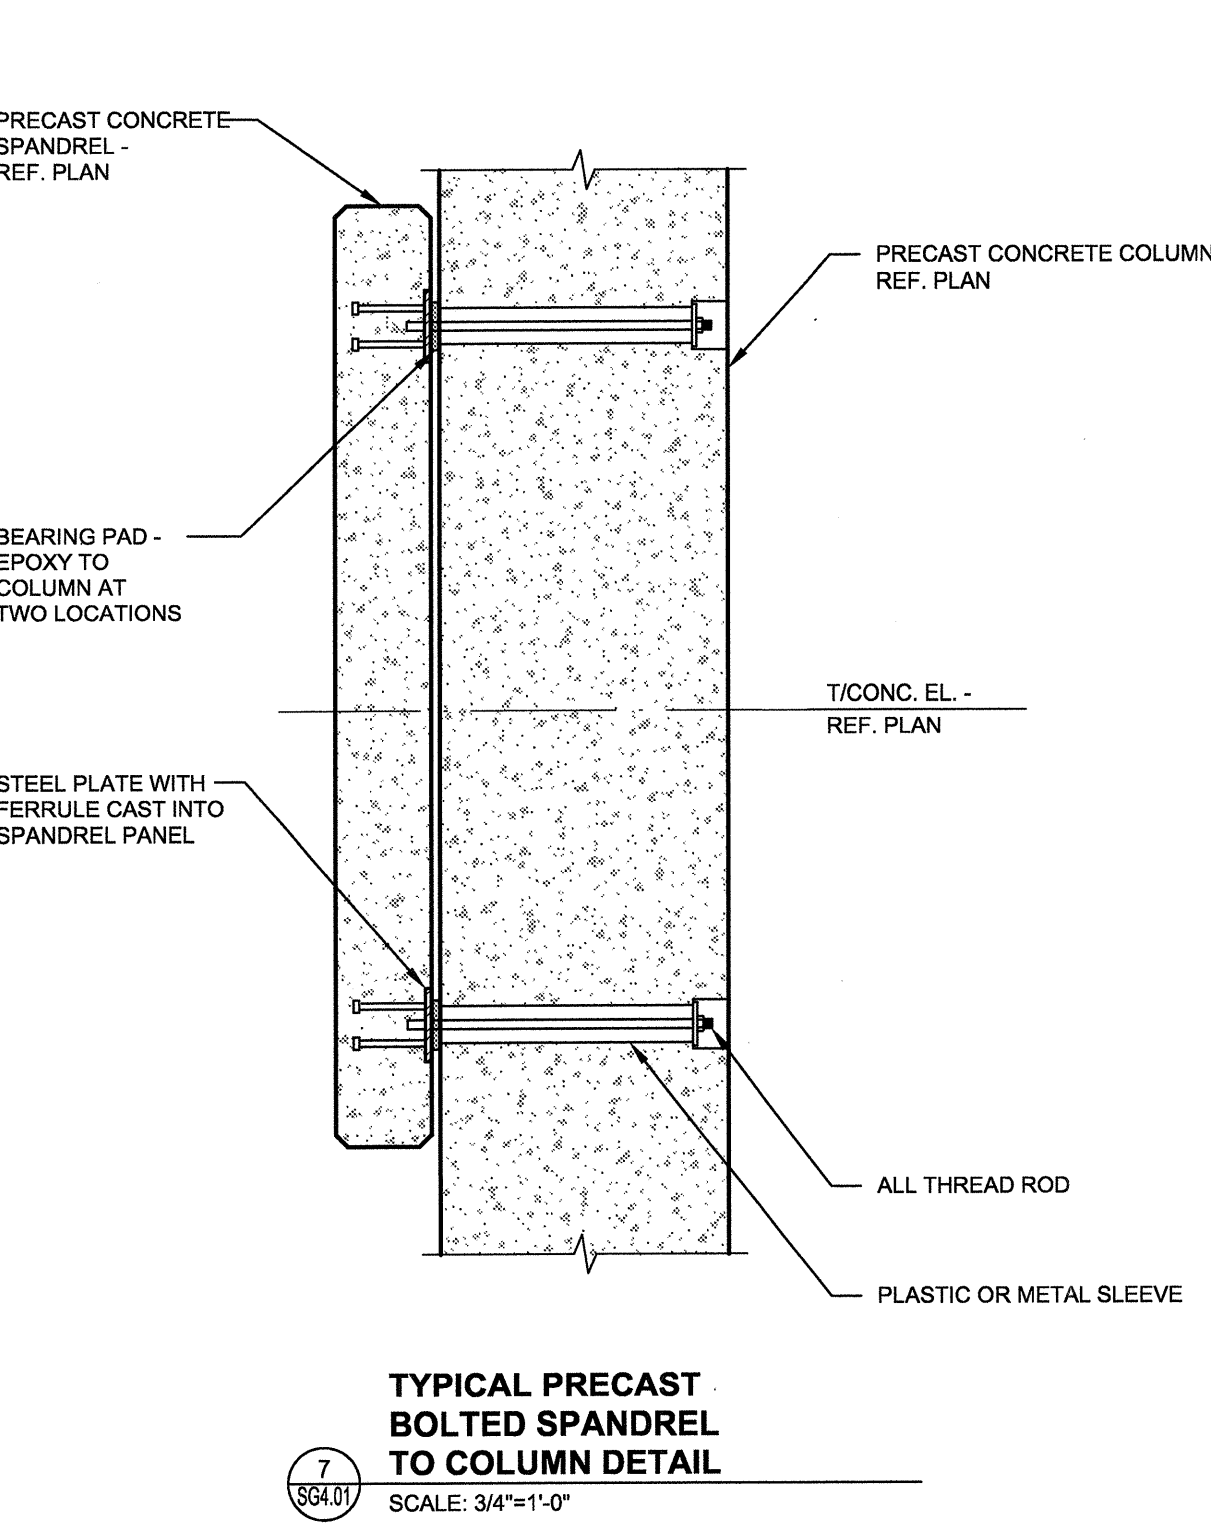 PRECAST CONCRETE
SPANDREL -
REF. PLAN
PRECAST CONCRETE COLUMN
REF. PLAN
BEARING PAD -
EPOXY TO
COLUMN AT
TWO LOCATIONS
T/CONC. EL. -
REF. PLAN
STEEL PLATE WITH
FERRULE CAST INTO
SPANDREL PANEL
ALL THREAD ROD
PLASTIC OR METAL SLEEVE
TYPICAL PRECAST
BOLTED SPANDREL
TO COLUMN DETAIL
7
SG4.01
SCALE: 3/4"=1'-0"